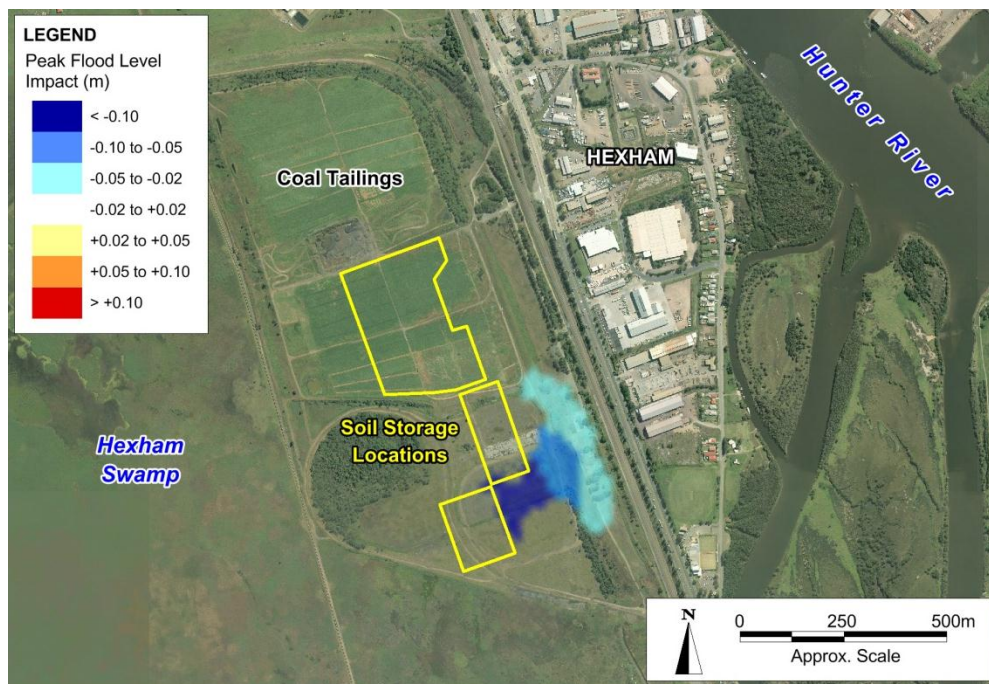 LEGEND
Peak Flood Level
Impact (m)
< -0.10
-0.10 to -0.05
-0.05 to -0.02
-0.02 to +0.02
+0.02 to +0.05
+0.05 to +0.10
> +0.10
Coal Tailings
HEXHAM
Hunter River
Soil Storage
Locations
Hexham
Swamp
N
0 250 500m
Approx. Scale